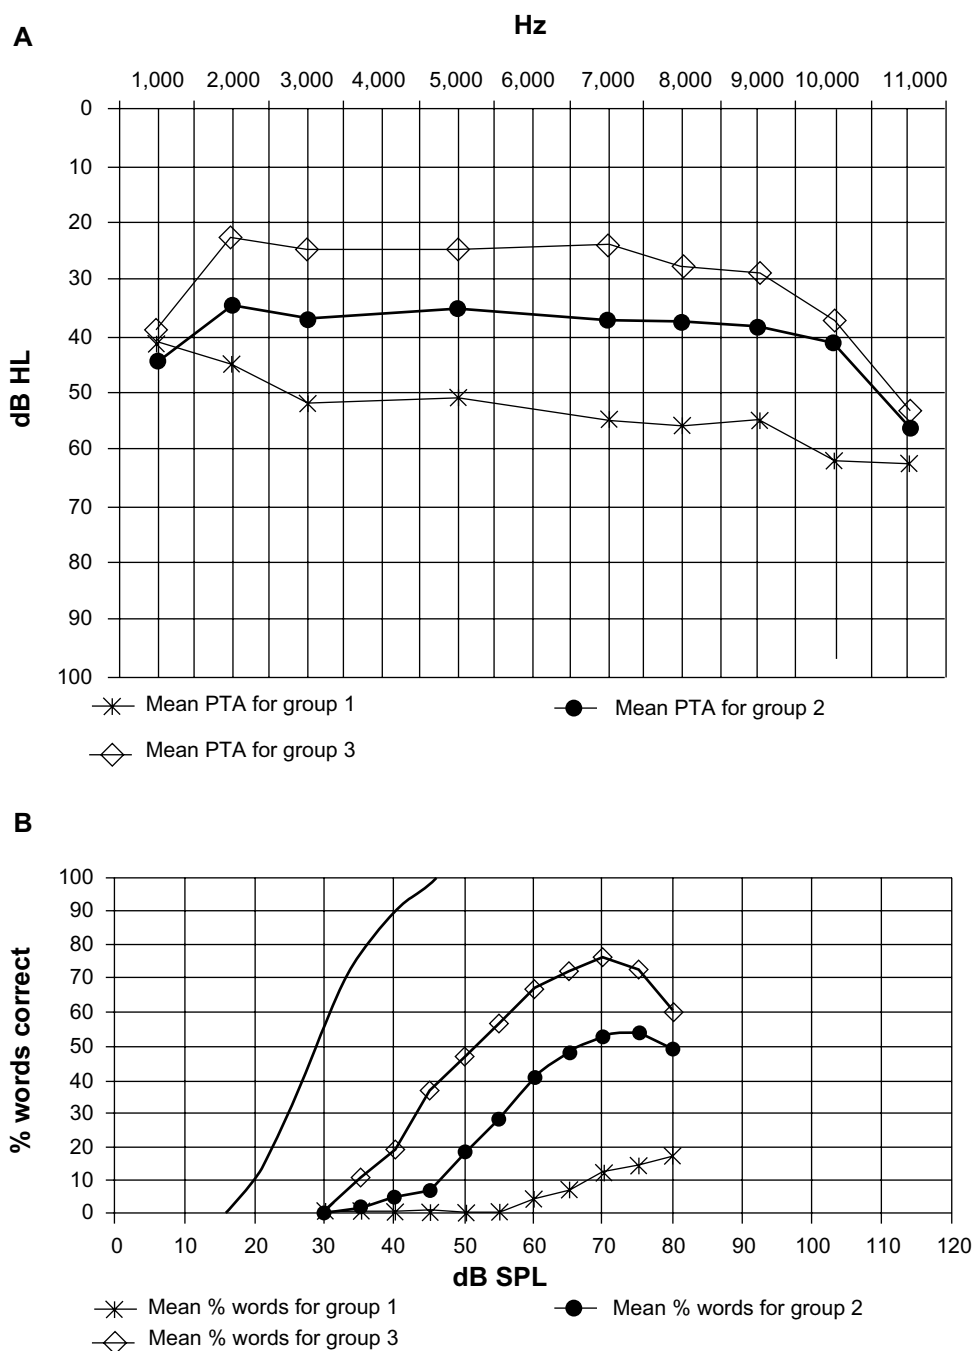 A
Hz
1,000 2,000 3,000 4,000 5,000 6,000 7,000 8,000 9,000 10,000 11,000
0
10
20
30
40
50
60
70
80
90
100
dB HL
Mean PTA for group 1
Mean PTA for group 2
Mean PTA for group 3
B
100
90
80
70
60
50
40
30
20
10
0
% words correct
0 10 20 30 40 50 60 70 80 90 100 110 120
dB SPL
Mean % words for group 1
Mean % words for group 2
Mean % words for group 3